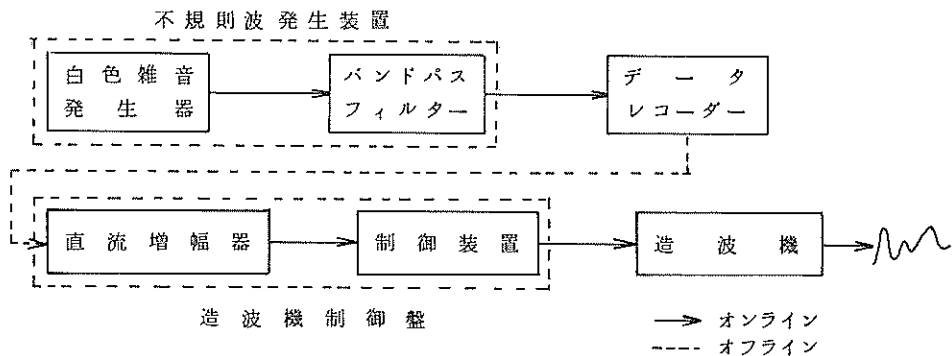 不規則波発生装置
白色雑音
発生器
バンドパス
フィルター
データ
レコーダー
直流増幅器
制御装置
造波機
造波機制御盤
オンライン
オフライン